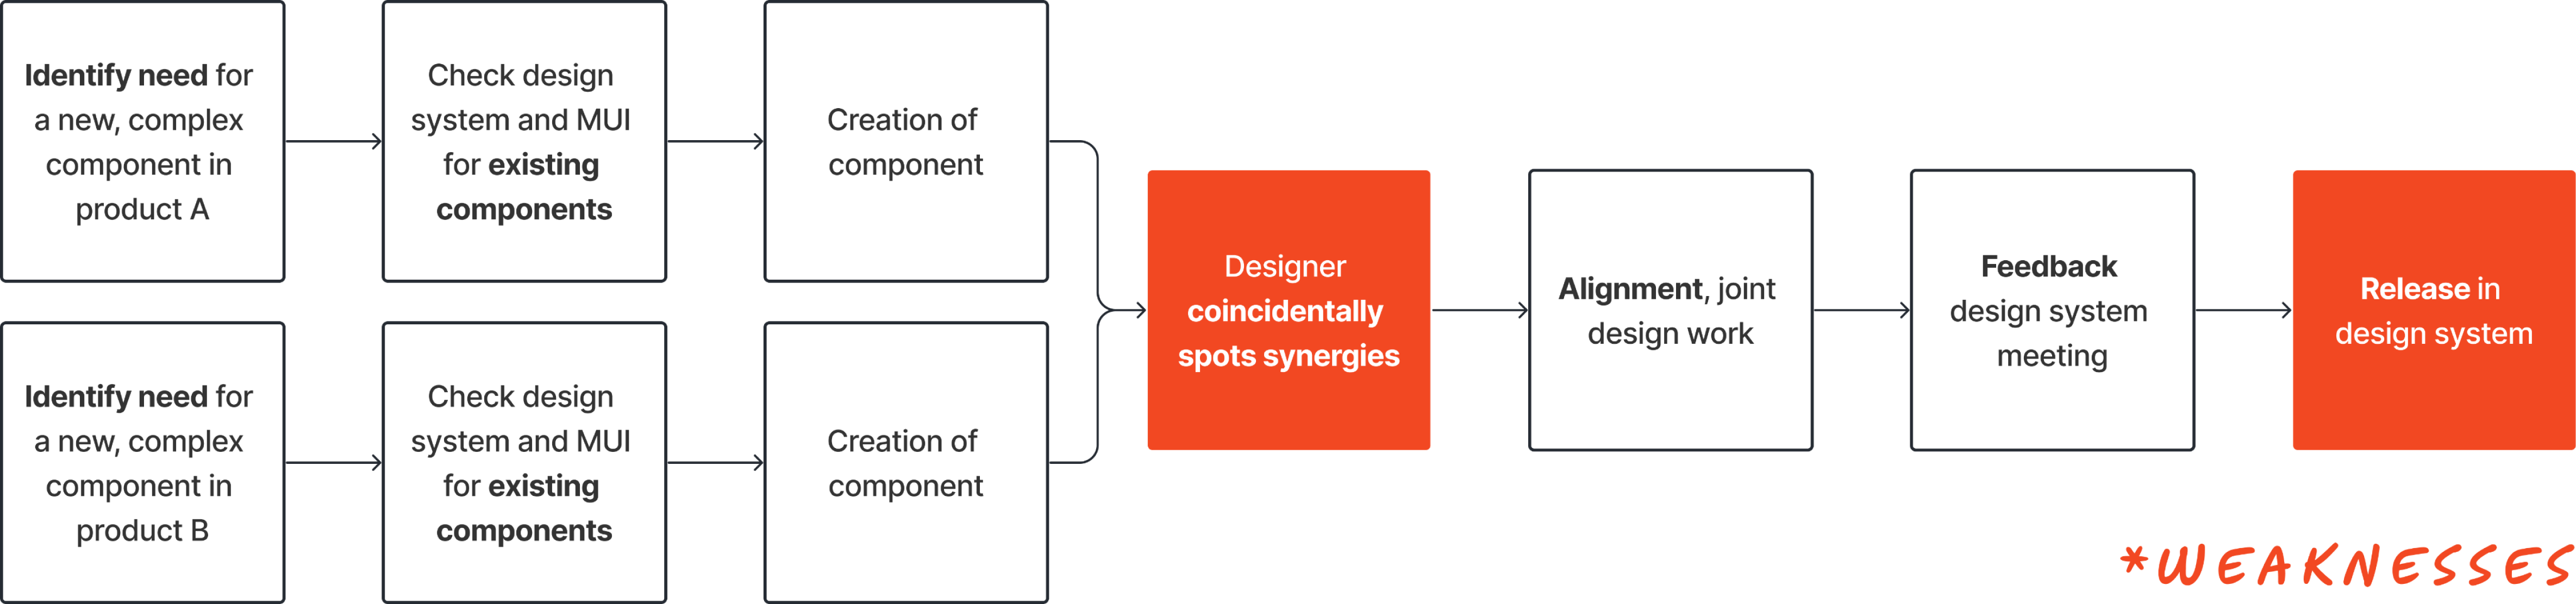 Identify need for
a new, complex
component in
product A
Check design
system and MUI
for existing
components
Creation of
component
Identify need for
a new, complex
component in
product B
Check design
system and MUI
for existing
components
Creation of
component
Designer
coincidentally
spots synergies
Alignment, joint
design work
Feedback
design system
meeting
Release in
design system
*WEAKNESSES